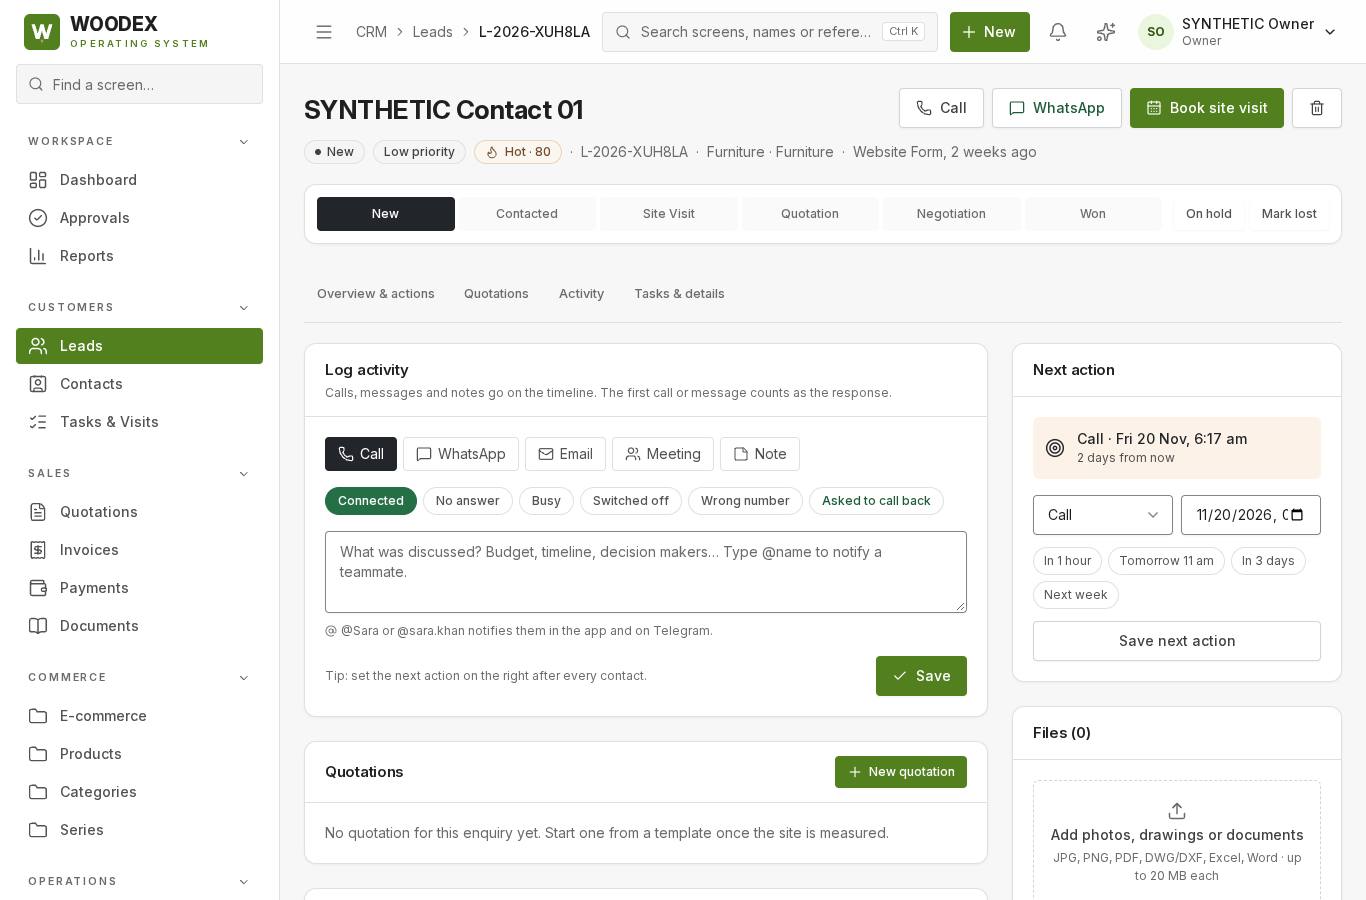 W
WOODEX
OPERATING SYSTEM
Find a screen...
WORKSPACE
Dashboard
Approvals
Reports
CUSTOMERS
Leads
Contacts
Tasks & Visits
SALES
Quotations
Invoices
Payments
Documents
COMMERCE
E-commerce
Products
Categories
Series
OPERATIONS
CRM > Leads > L-2026-XUH8LA
Search screens, names or refere... Ctrl K
New
SO
SYNTHETIC Owner
Owner
SYNTHETIC Contact 01
Call
WhatsApp
Book site visit
New
Low priority
Hot · 80
· L-2026-XUH8LA · Furniture · Furniture · Website Form, 2 weeks ago
New
Contacted
Site Visit
Quotation
Negotiation
Won
On hold
Mark lost
Overview & actions
Quotations
Activity
Tasks & details
Log activity
Calls, messages and notes go on the timeline. The first call or message counts as the response.
Call
WhatsApp
Email
Meeting
Note
Connected
No answer
Busy
Switched off
Wrong number
Asked to call back
What was discussed? Budget, timeline, decision makers... Type @name to notify a
teammate.
@Sara or @sara.khan notifies them in the app and on Telegram.
Tip: set the next action on the right after every contact.
Save
Quotations
New quotation
No quotation for this enquiry yet. Start one from a template once the site is measured.
Next action
Call · Fri 20 Nov, 6:17 am
2 days from now
Call
11/20/2026,
In 1 hour
Tomorrow 11 am
In 3 days
Next week
Save next action
Files (0)
Add photos, drawings or documents
JPG, PNG, PDF, DWG/DXF, Excel, Word · up
to 20 MB each